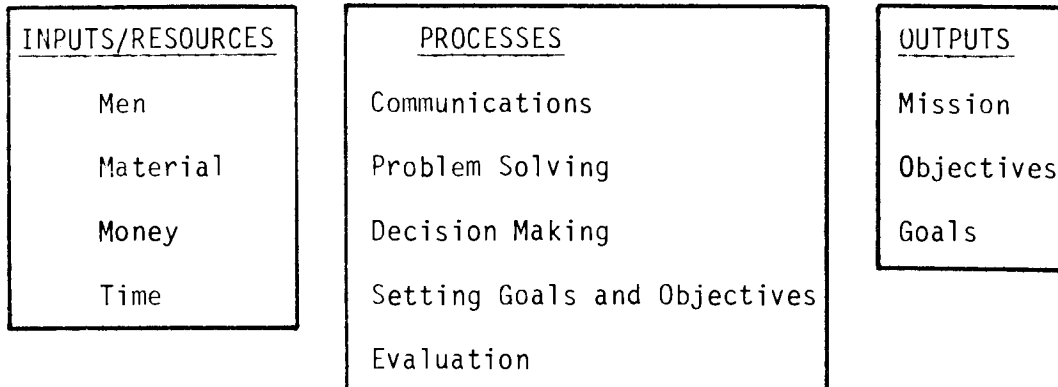 INPUTS/RESOURCES
Men
Material
Money
Time
PROCESSES
Communications
Problem Solving
Decision Making
Setting Goals and Objectives
Evaluation
OUTPUTS
Mission
Objectives
Goals